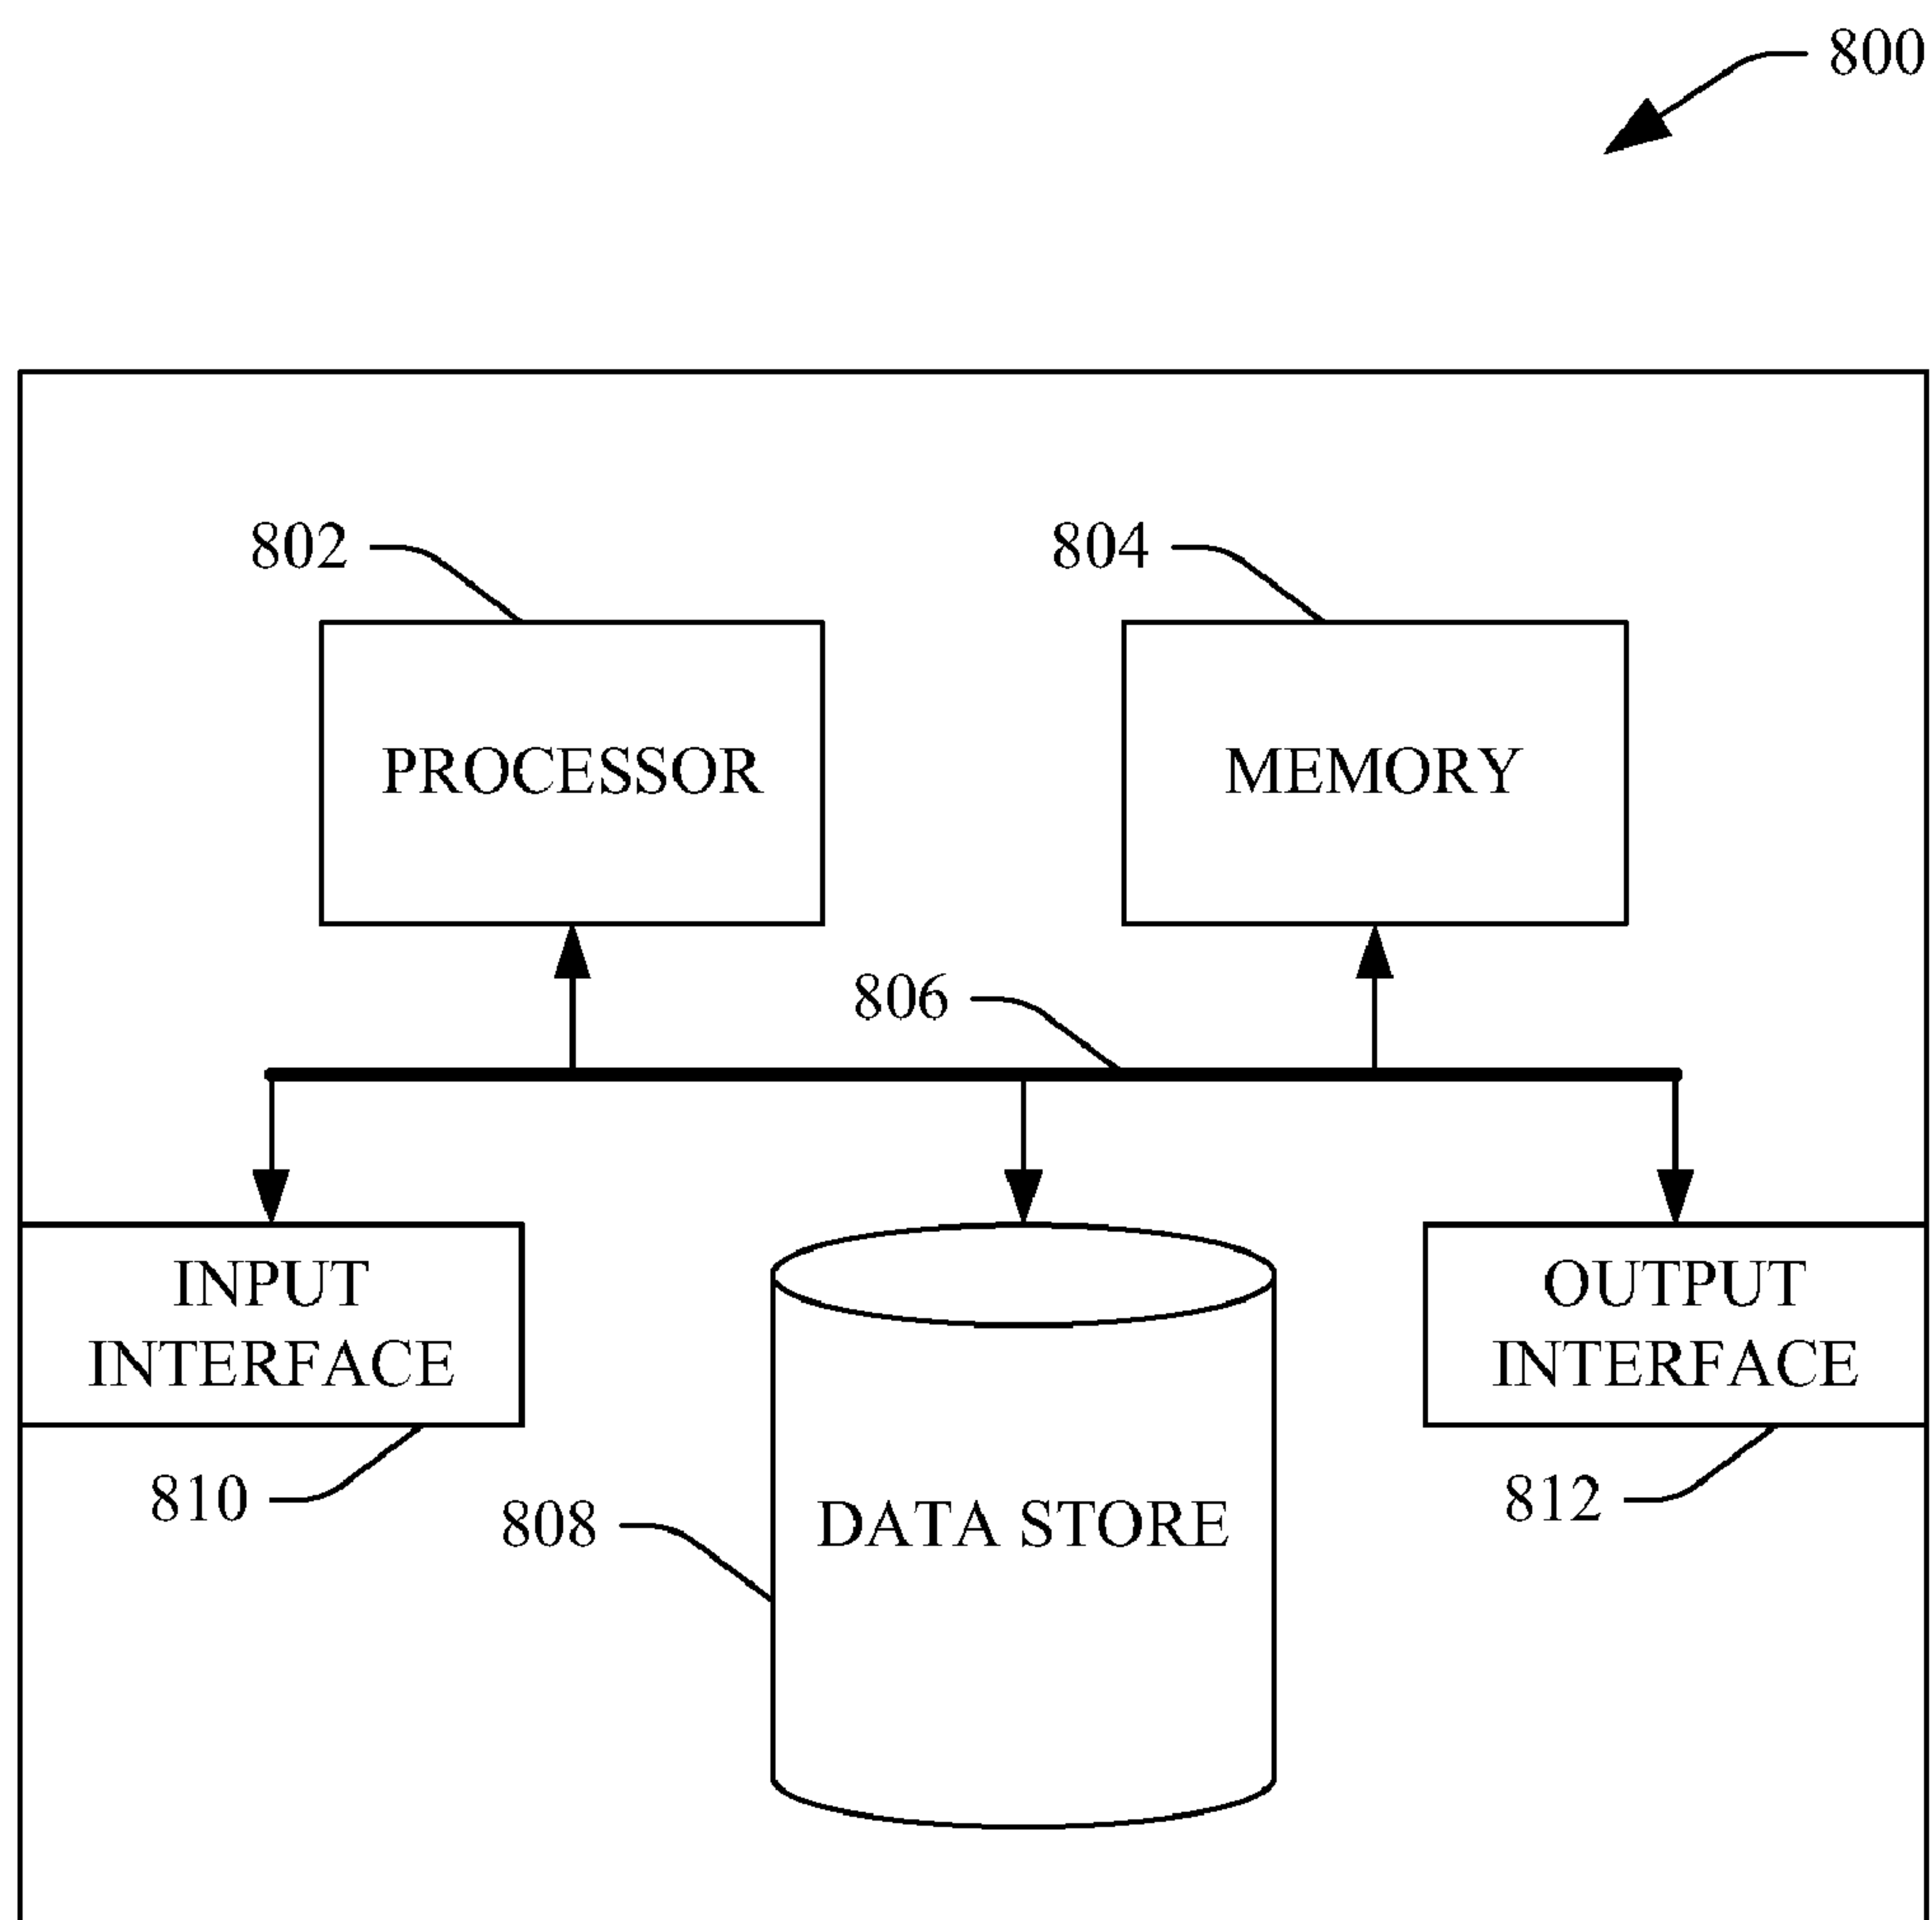 800
802
804
PROCESSOR
MEMORY
806
INPUT
INTERFACE
OUTPUT
INTERFACE
810
808
DATA STORE
812